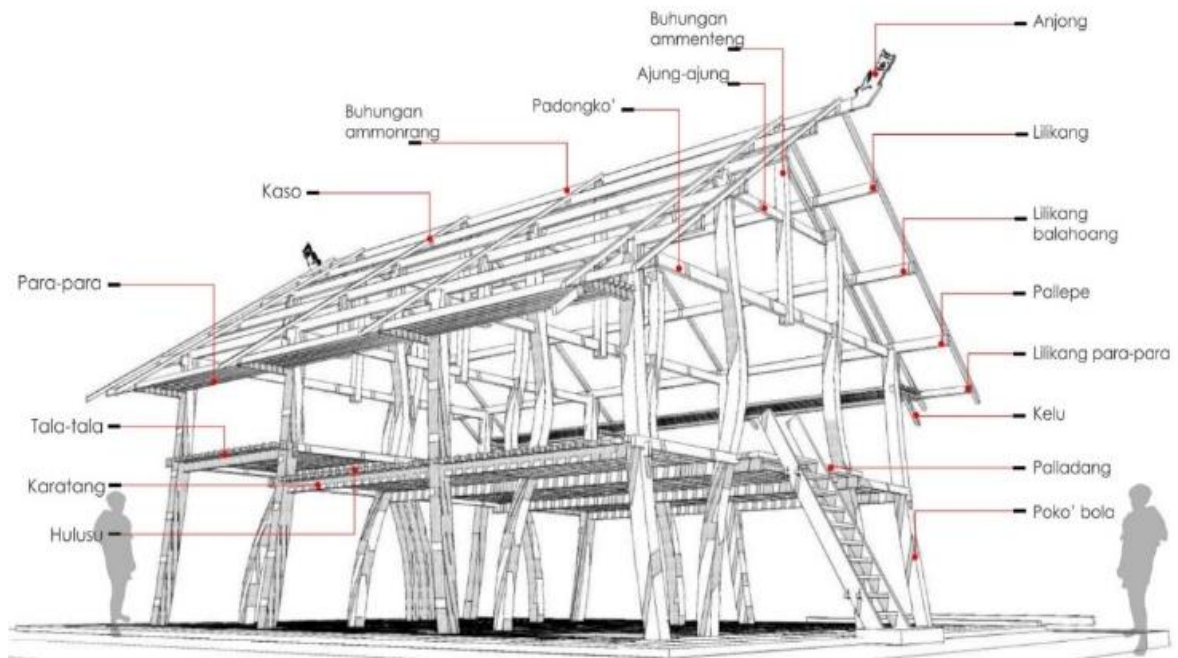 Buhungan
ammenteng
Anjong
Ajung-ajung
Padongko'
Buhungan
ammonrang
Lilikang
Kaso
Lilikang
balahoang
Para-para
Pallepe
Lilikang para-para
Kelu
Tala-tala
Palladang
Karatang
Poko' bola
Hulusu